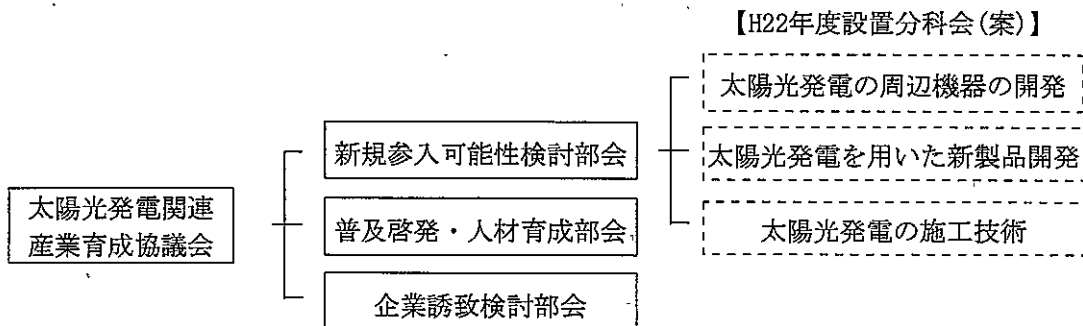 【H22年度設置分科会(案)】
太陽光発電の周辺機器の開発
新規参入可能性検討部会
太陽光発電を用いた新製品開発
太陽光発電関連
産業育成協議会
普及啓発・人材育成部会
太陽光発電の施工技術
企業誘致検討部会